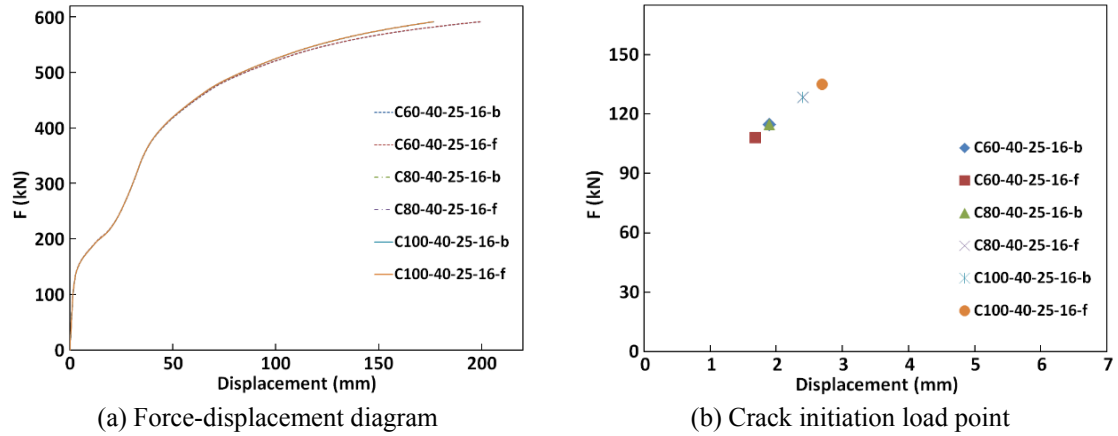 600
500
400
300
200
100
0
F (kN)
0
50
100
150
200
Displacement (mm)
C60-40-25-16-b
C60-40-25-16-f
C80-40-25-16-b
C80-40-25-16-f
C100-40-25-16-b
C100-40-25-16-f
(a) Force-displacement diagram
150
120
90
60
30
0
F (kN)
0
1
2
3
4
5
6
7
Displacement (mm)
C60-40-25-16-b
C60-40-25-16-f
C80-40-25-16-b
C80-40-25-16-f
C100-40-25-16-b
C100-40-25-16-f
(b) Crack initiation load point